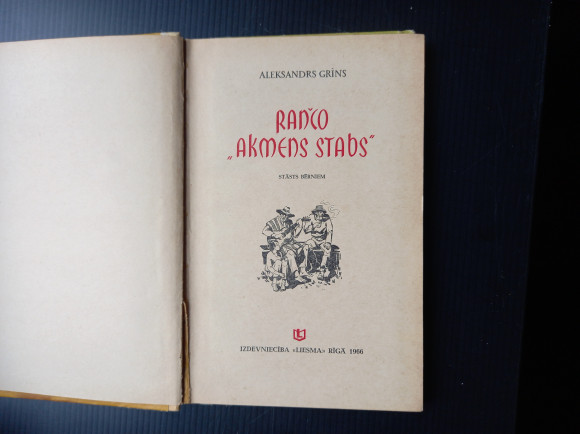 ALEKSANDRS GRĪNS
RANČO
„AKMENS STABS“
STĀSTS BĒRNIEM
IZDEVNIECĪBA «LIESMA» RĪGĀ 1966